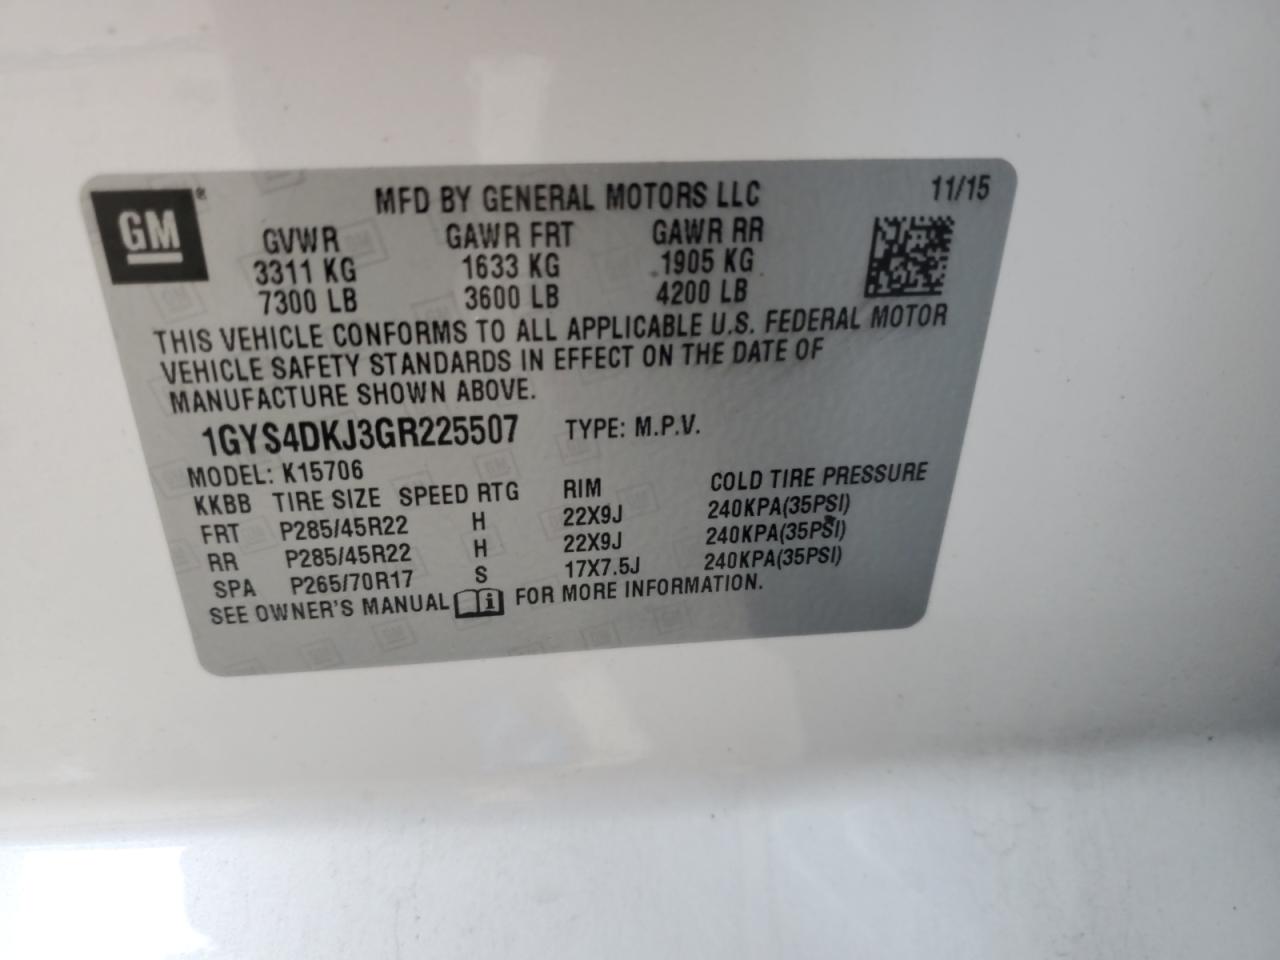 GM®
MFD BY GENERAL MOTORS LLC 11/15
GVWR GAWR FRT GAWR RR
3311 KG 1633 KG 1905 KG
7300 LB 3600 LB 4200 LB
THIS VEHICLE CONFORMS TO ALL APPLICABLE U.S. FEDERAL MOTOR
VEHICLE SAFETY STANDARDS IN EFFECT ON THE DATE OF
MANUFACTURE SHOWN ABOVE.
1GYS4DKJ3GR225507 TYPE: M.P.V.
MODEL: K15706
KKBB TIRE SIZE SPEED RTG RIM COLD TIRE PRESSURE
FRT P285/45R22 H 22X9J 240KPA(35PSI)
RR P285/45R22 H 22X9J 240KPA(35PSI)
SPA P265/70R17 S 17X7.5J 240KPA(35PSI)
SEE OWNER'S MANUAL i FOR MORE INFORMATION.